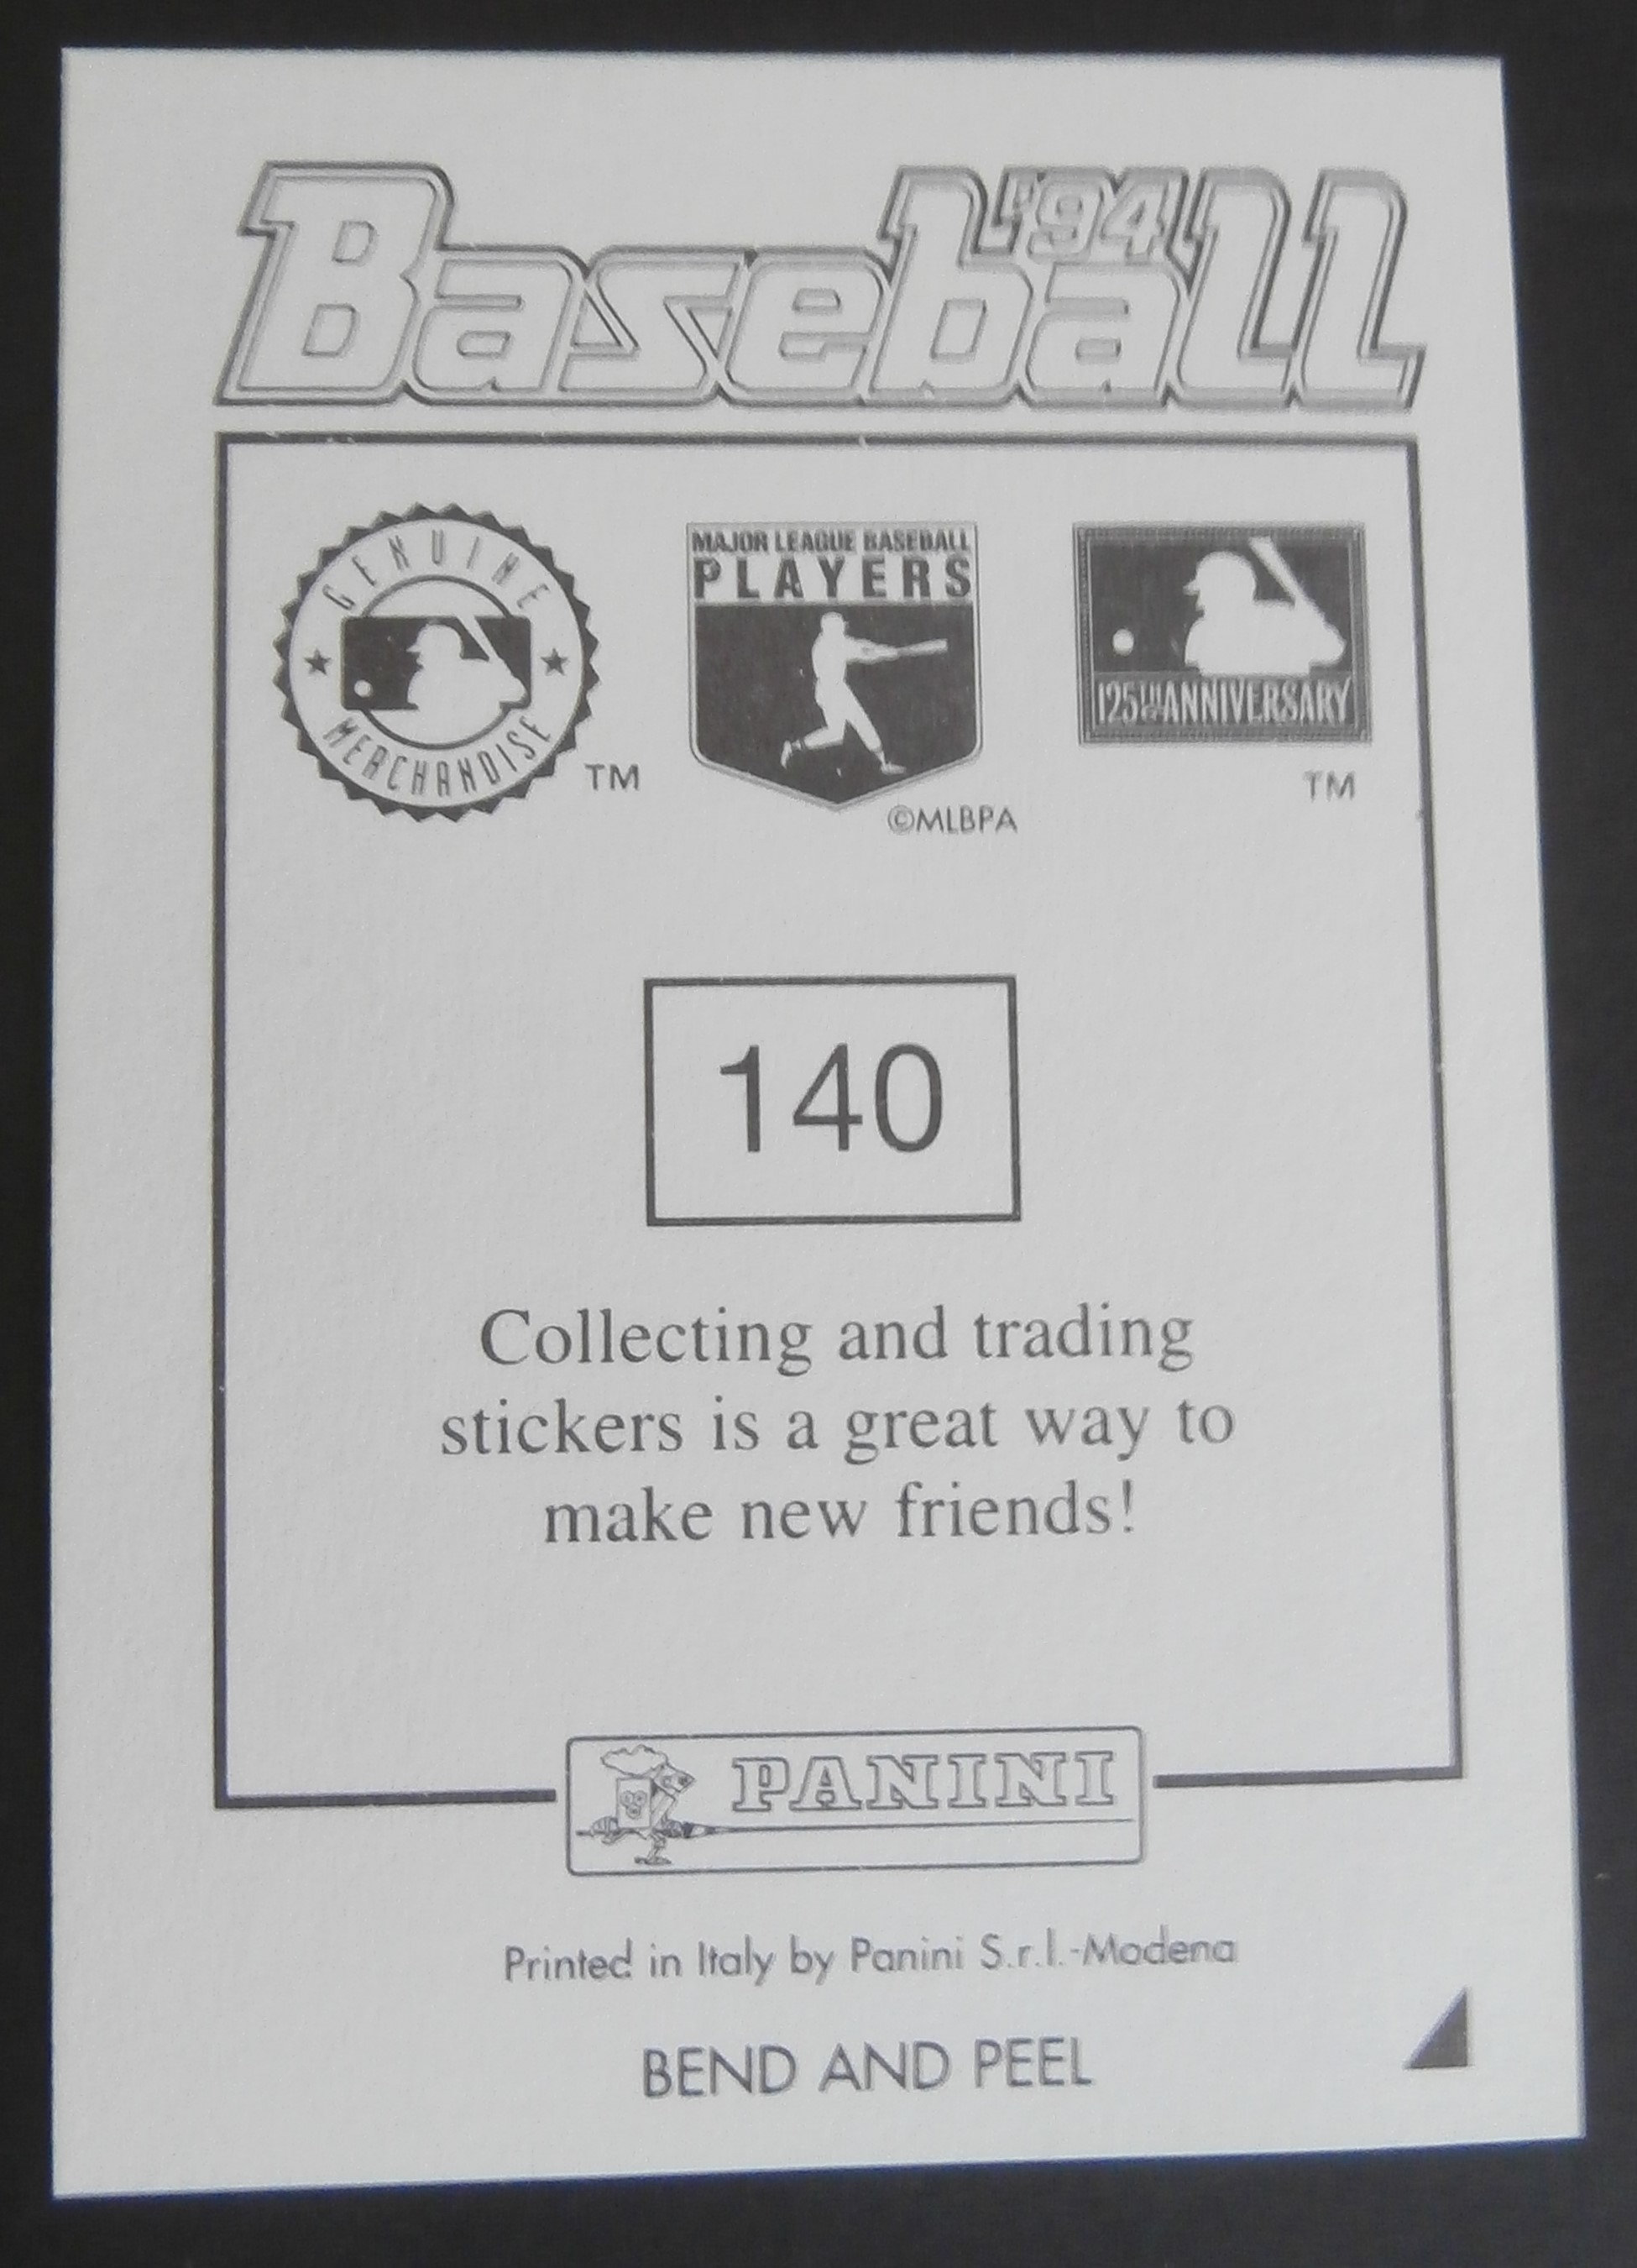 Baseball '94
GENUINE
MERCHANDISE
TM
MAJOR LEAGUE BASEBALL
PLAYERS
©MLBPA
125TH ANNIVERSARY
TM
140
Collecting and trading
stickers is a great way to
make new friends!
PANINI
Printed in Italy by Panini S.r.l.-Modena
BEND AND PEEL